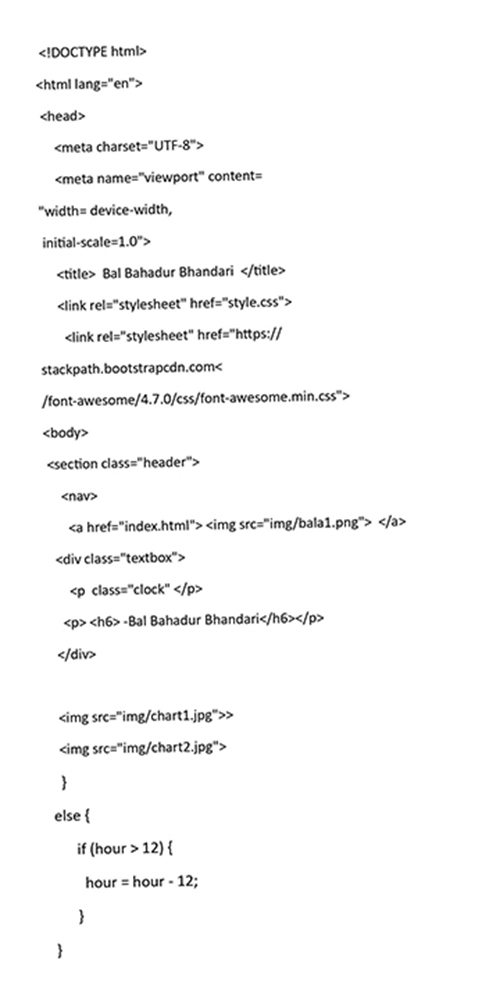 <!DOCTYPE html>
<html lang="en">
<head>
<meta charset="UTF-8">
<meta name="viewport" content=
"width= device-width,
initial-scale=1.0">
<title> Bal Bahadur Bhandari </title>
<link rel="stylesheet" href="style.css">
<link rel="stylesheet" href="https://
stackpath.bootstrapcdn.com<
/font-awesome/4.7.0/css/font-awesome.min.css">
<body>
<section class="header">
<nav>
<a href="index.html"> <img src="img/bala1.png"> </a>
<div class="textbox">
<p class="clock" </p>
<p> <h6> -Bal Bahadur Bhandari</h6></p>
</div>
<img src="img/chart1.jpg">>
<img src="img/chart2.jpg">
}
else {
if (hour > 12) {
hour = hour - 12;
}
}